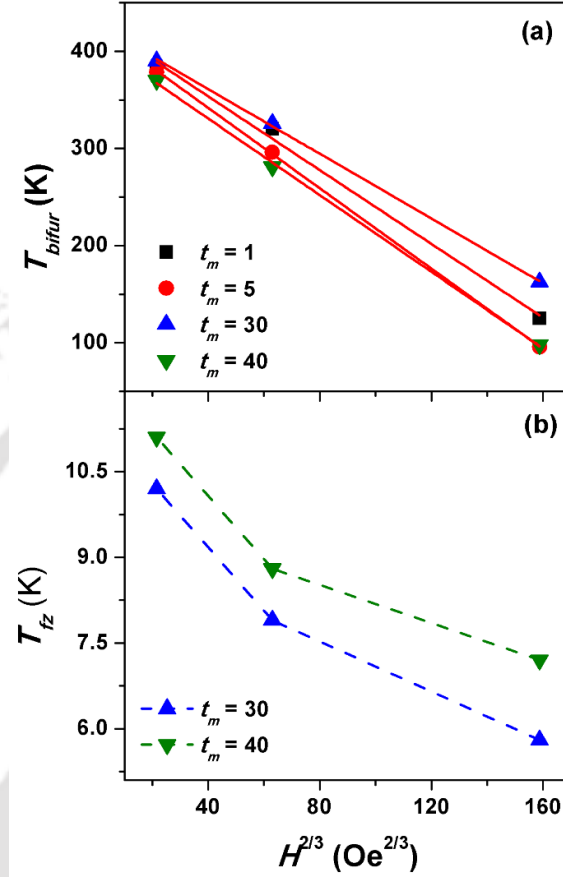 (a)
400
300
200
100
T_bifur (K)
t_m = 1
t_m = 5
t_m = 30
t_m = 40
(b)
10.5
9.0
7.5
6.0
T_fz (K)
t_m = 30
t_m = 40
40 80 120 160
H^2/3 (Oe^2/3)